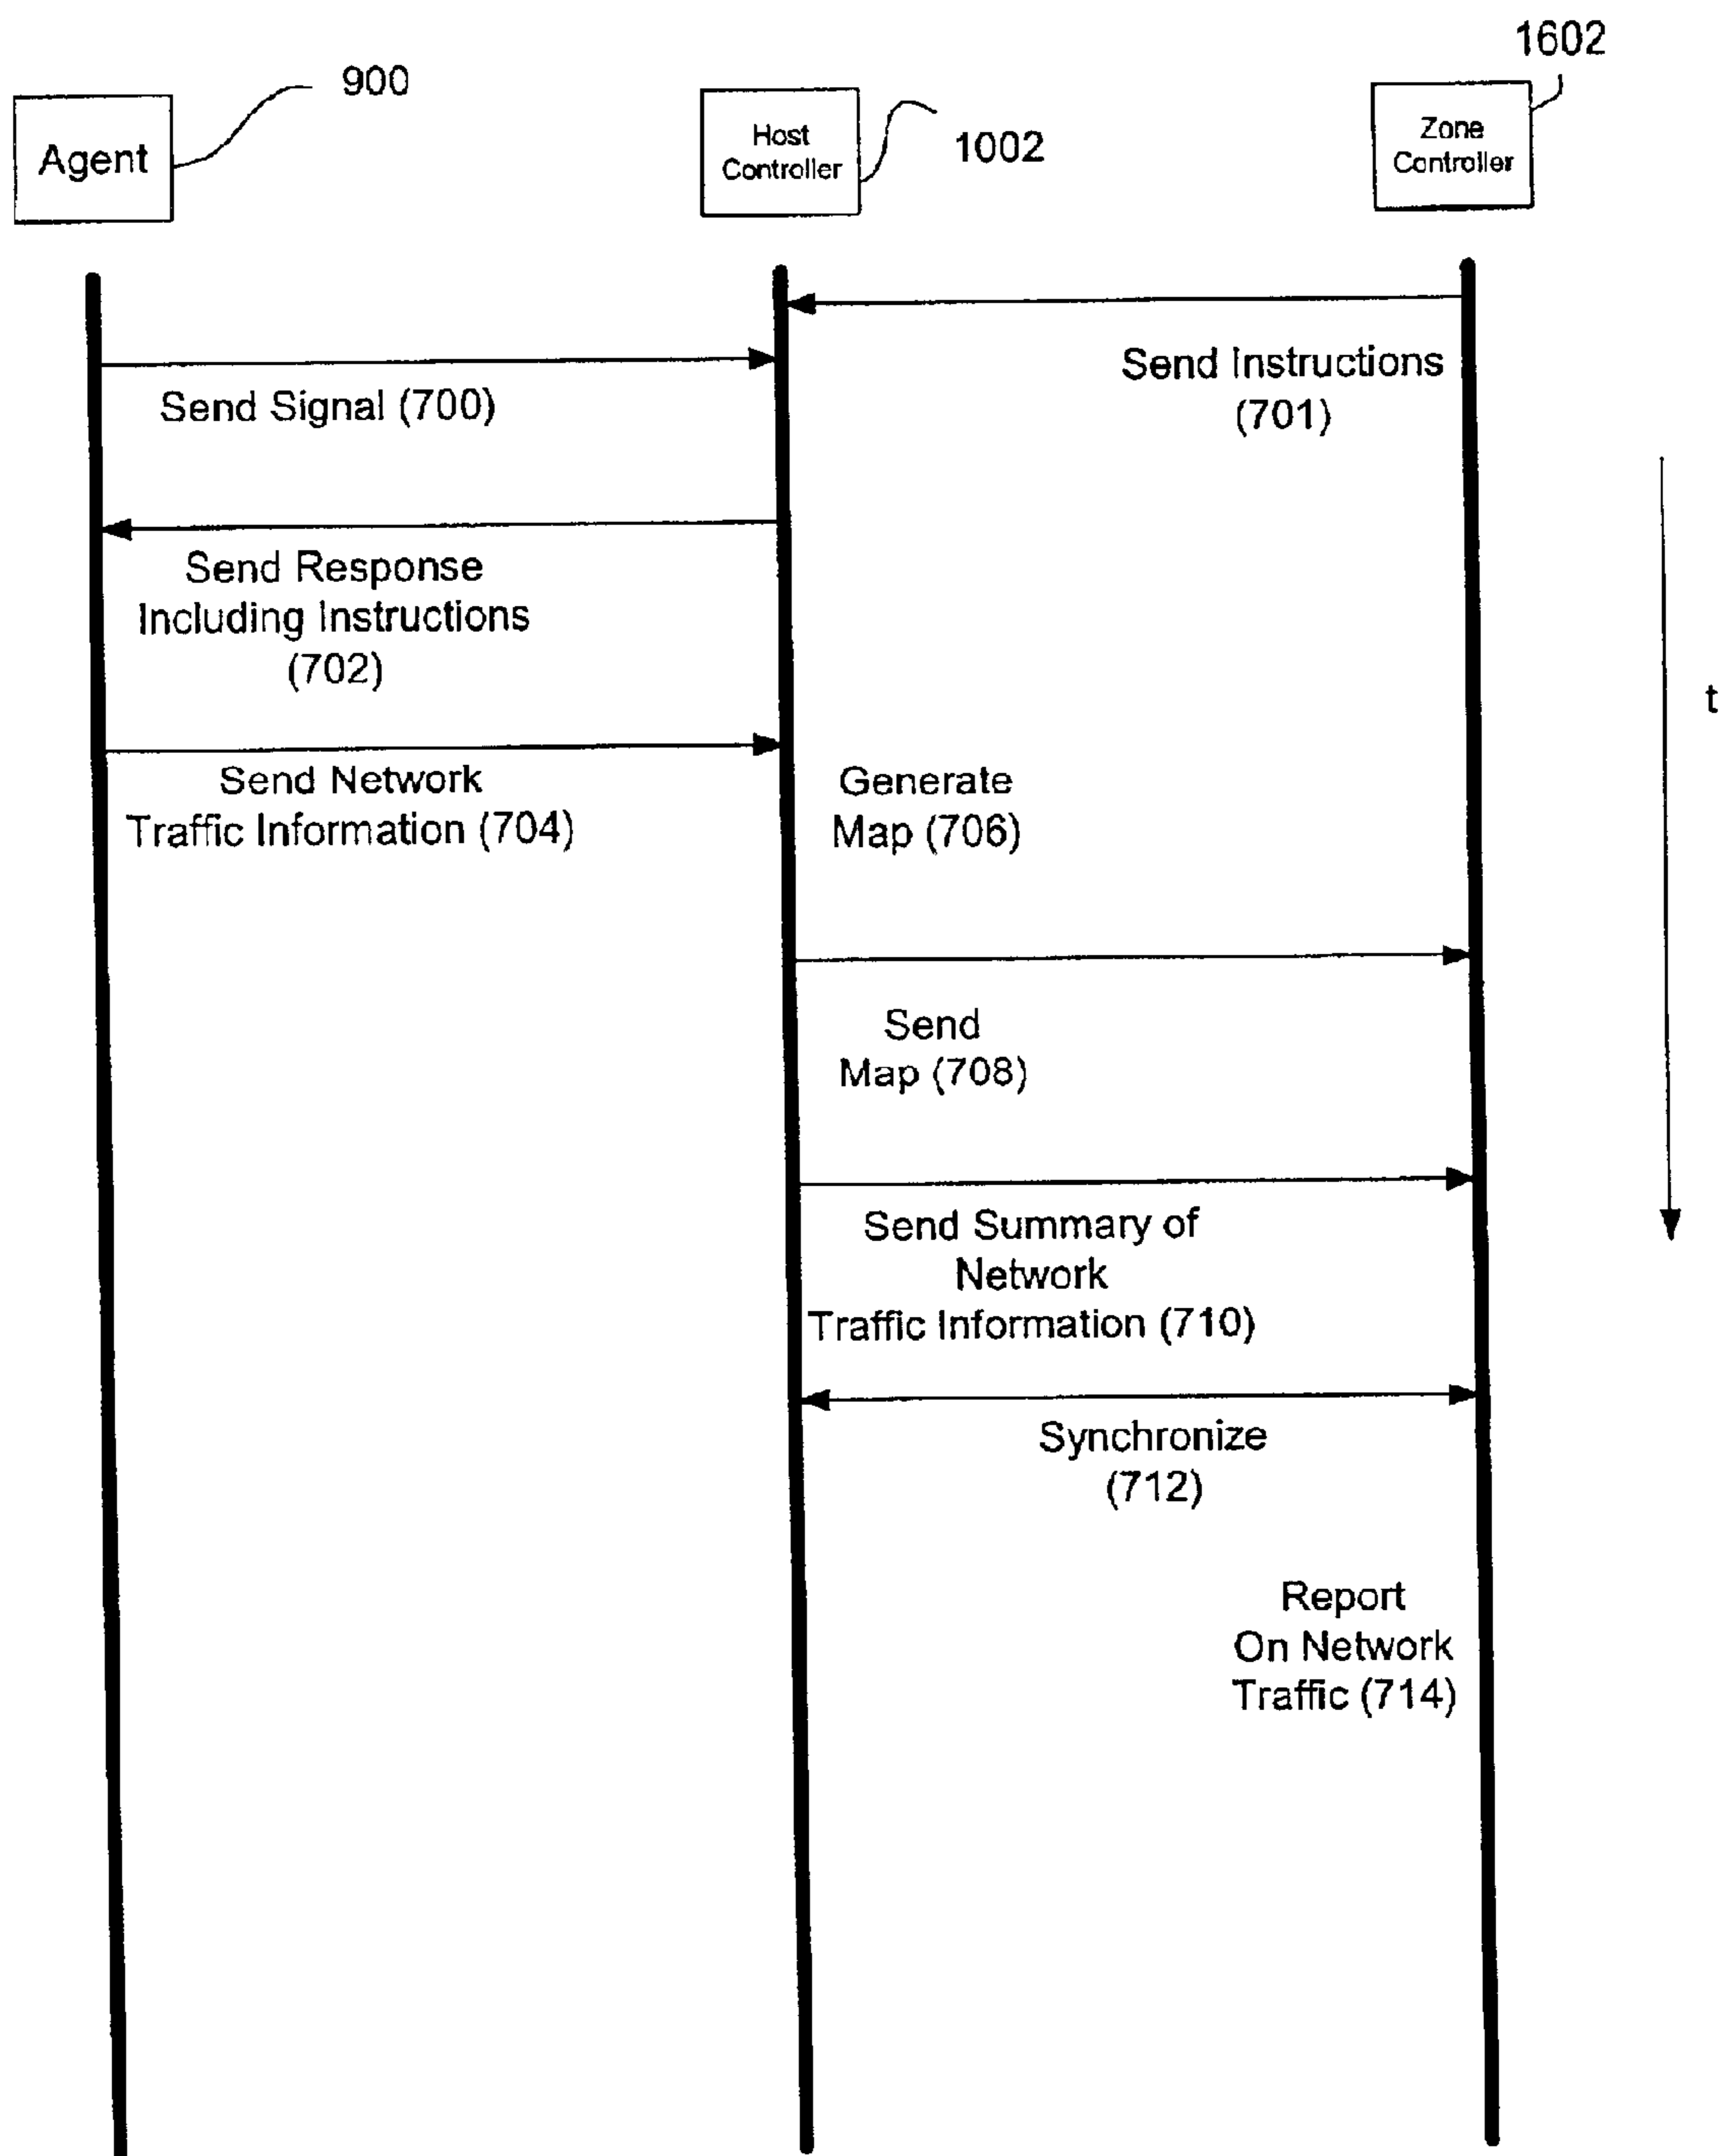 1602
900
Agent
Host
Controller
1002
Zone
Controller
Send Instructions
(701)
Send Signal (700)
Send Response
Including Instructions
(702)
t
Send Network
Traffic Information (704)
Generate
Map (706)
Send
Map (708)
Send Summary of
Network
Traffic Information (710)
Synchronize
(712)
Report
On Network
Traffic (714)